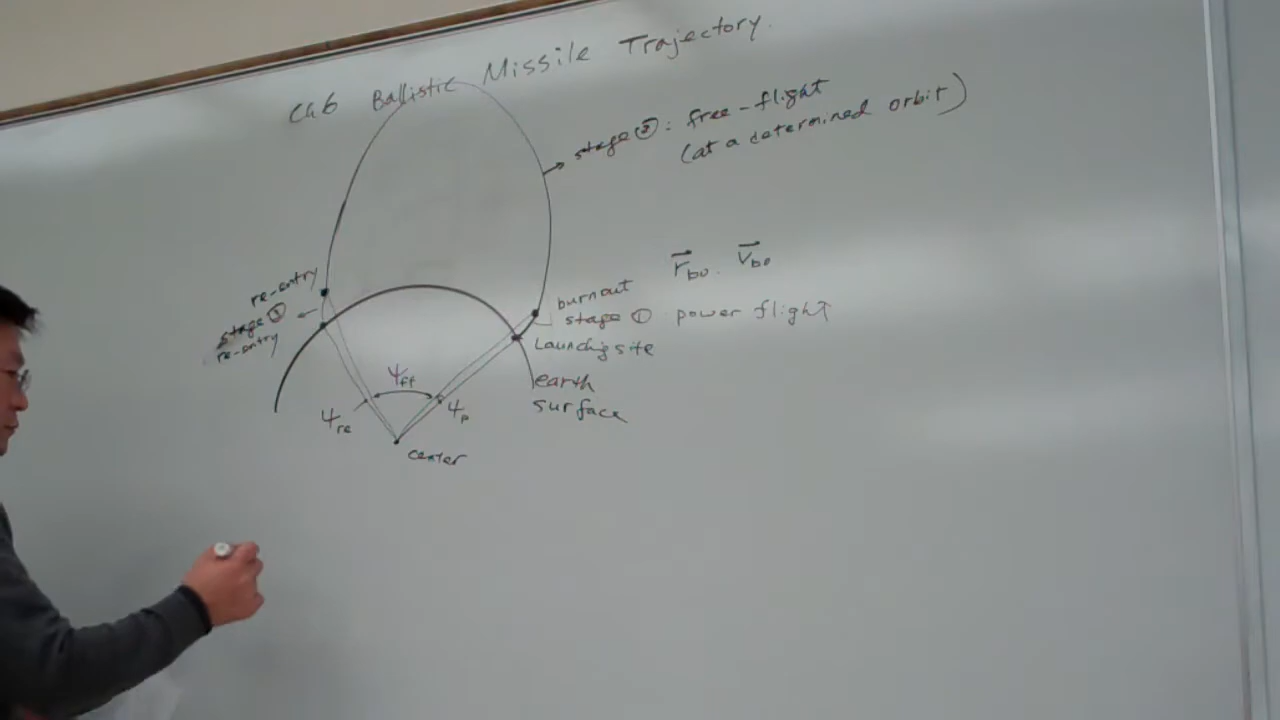 Ch6 Ballistic Missile Trajectory.
stage ②: free-flight
(at a determined orbit)
r⃗bo. v⃗bo
re-entry
burnout
stage ③
re-entry
stage ① power flight
Launching site
earth
surface
Ψff
Ψre
Ψp
center